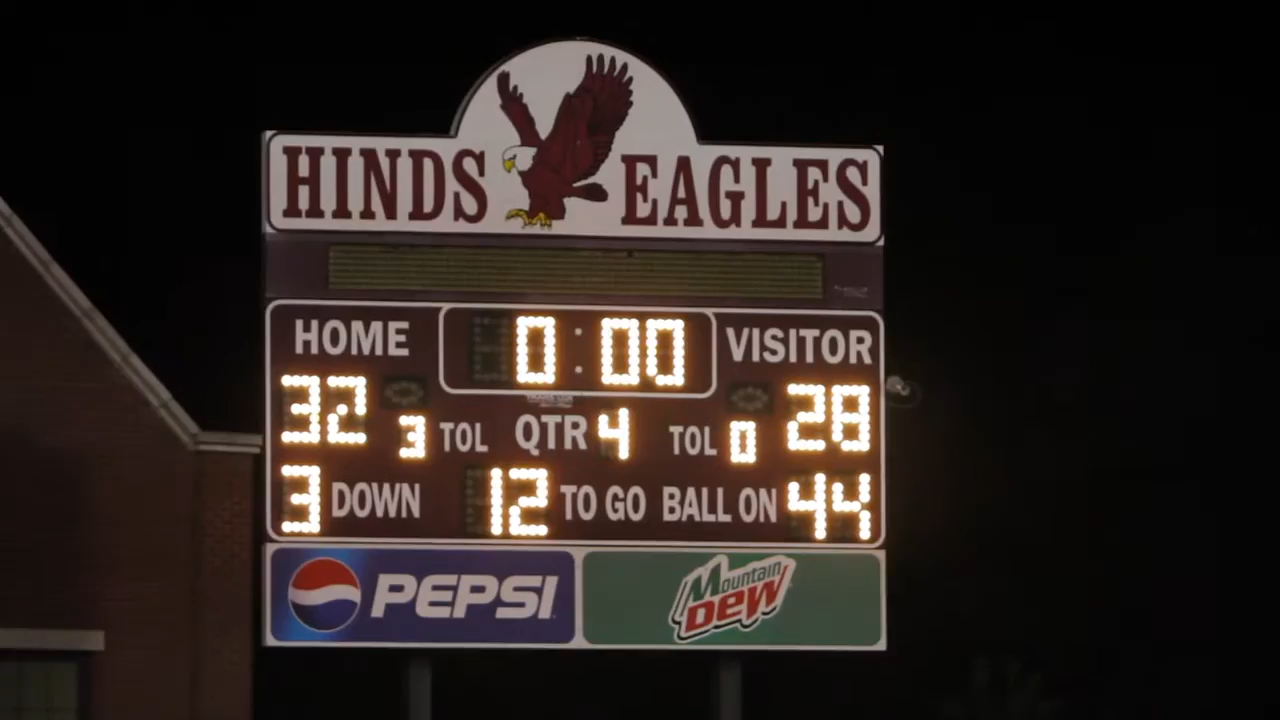 HINDS EAGLES
HOME 0:00 VISITOR
32 28
3 TOL QTR 4 TOL 0
3 DOWN 12 TO GO BALL ON 44
PEPSI Mountain
Dew